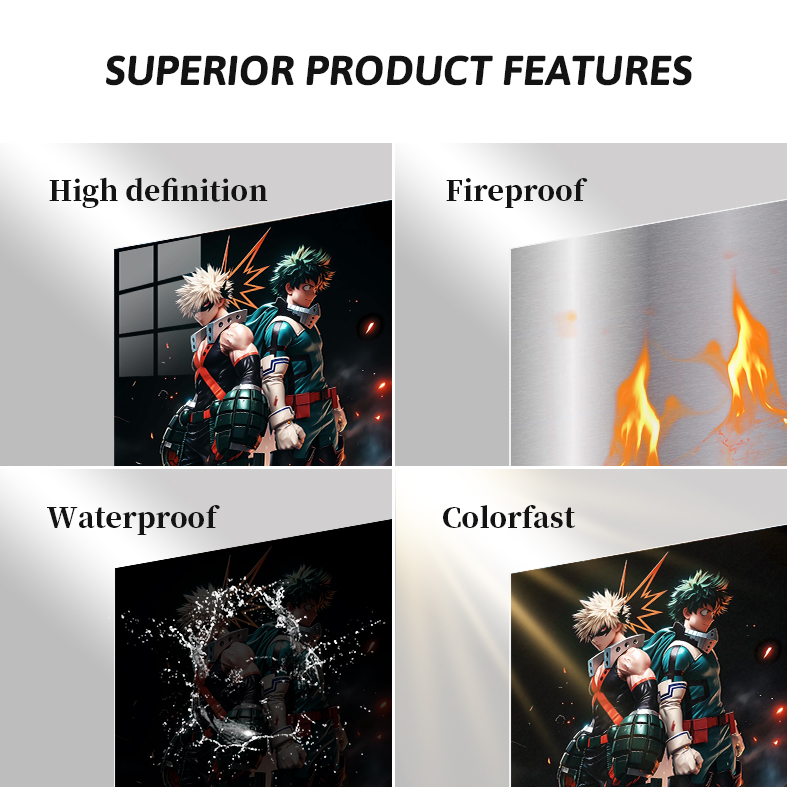 SUPERIOR PRODUCT FEATURES
High definition
Fireproof
Waterproof
Colorfast